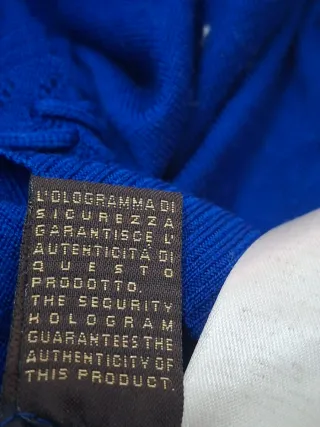 L'OLOGRAMMA DI
SICUREZZA
GARANTISCE L'
AUTENTICITÀ DI
QUESTO
PRODOTTO.
THE SECURITY
HOLOGRAM
GUARANTEES THE
AUTHENTICITY OF
THIS PRODUCT.